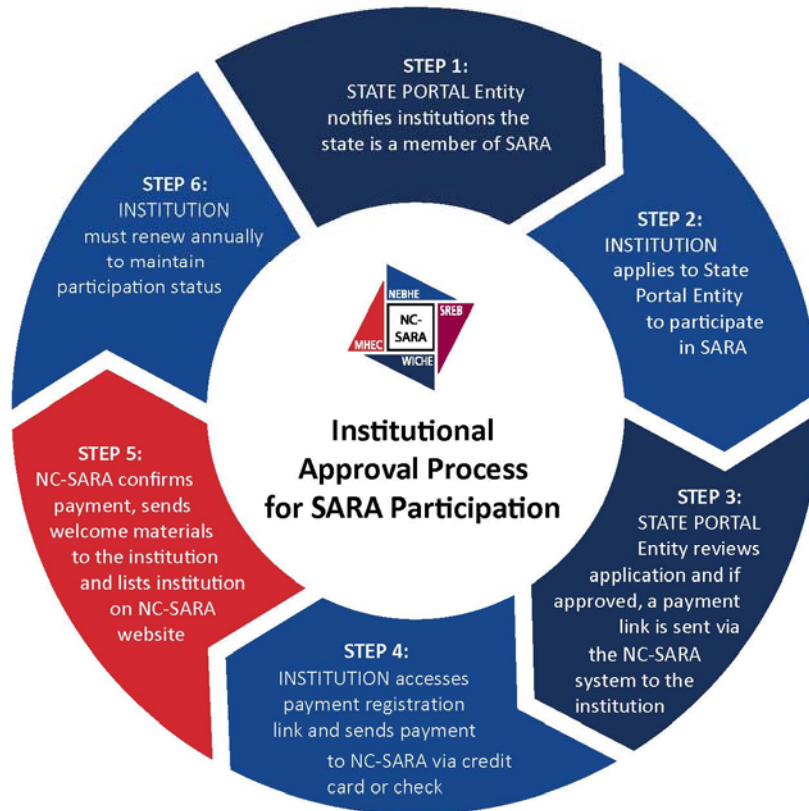 STEP 1:
STATE PORTAL Entity
notifies institutions the
state is a member of SARA
STEP 2:
INSTITUTION
applies to State
Portal Entity
to participate
in SARA
STEP 3:
STATE PORTAL
Entity reviews
application and if
approved, a payment
link is sent via
the NC-SARA
system to the
institution
STEP 4:
INSTITUTION accesses
payment registration
link and sends payment
to NC-SARA via credit
card or check
STEP 5:
NC-SARA confirms
payment, sends
welcome materials
to the institution
and lists institution
on NC-SARA
website
STEP 6:
INSTITUTION
must renew annually
to maintain
participation status
NEBHE
SREB
NC-
SARA
MHEC
WICHE
Institutional
Approval Process
for SARA Participation